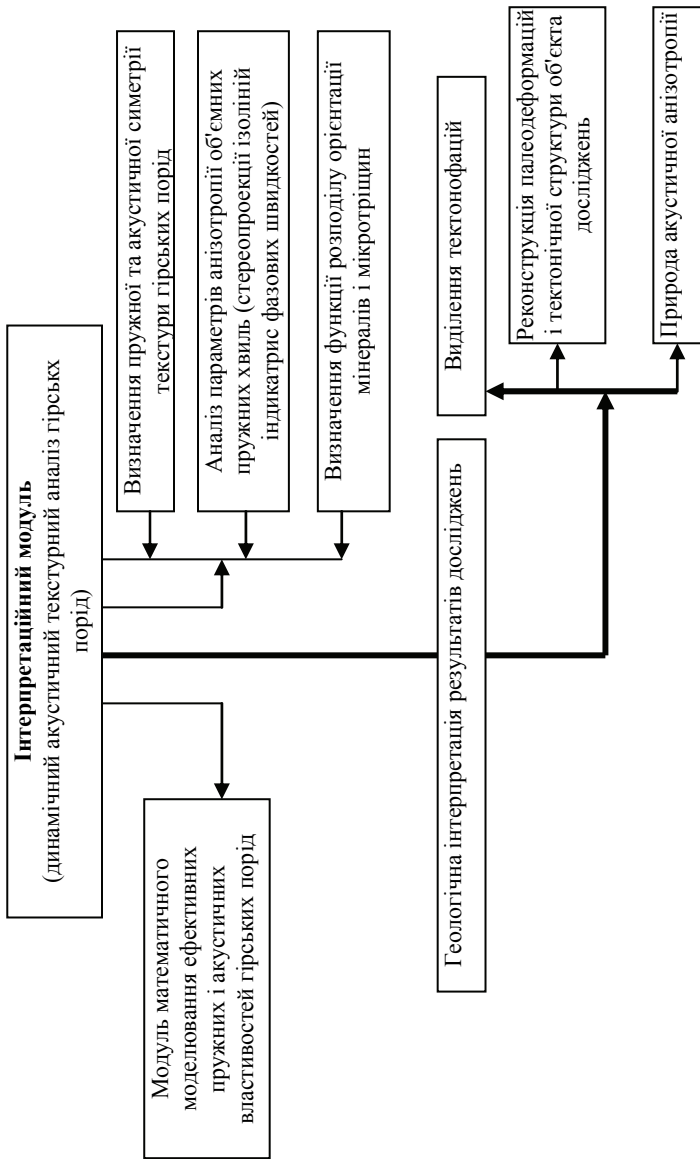 Інтерпретаційний модуль
(динамічний акустичний текстурний аналіз гірськх
порід)
Модуль математичного
моделювання ефективних
пружних і акустичних
властивостей гірських порід
Визначення пружної та акустичної симетрії
текстури гірських порід
Аналіз параметрів анізотропії об'ємних
пружних хвиль (стереопроекції ізоліній
індикатрис фазових швидкостей)
Визначення функції розподілу орієнтації
мінералів і мікротріщин
Геологічна інтерпретація результатів досліджень
Виділення тектонофацій
Реконструкція палеодеформацій
і тектонічної структури об'єкта
досліджень
Природа акустичної анізотропії